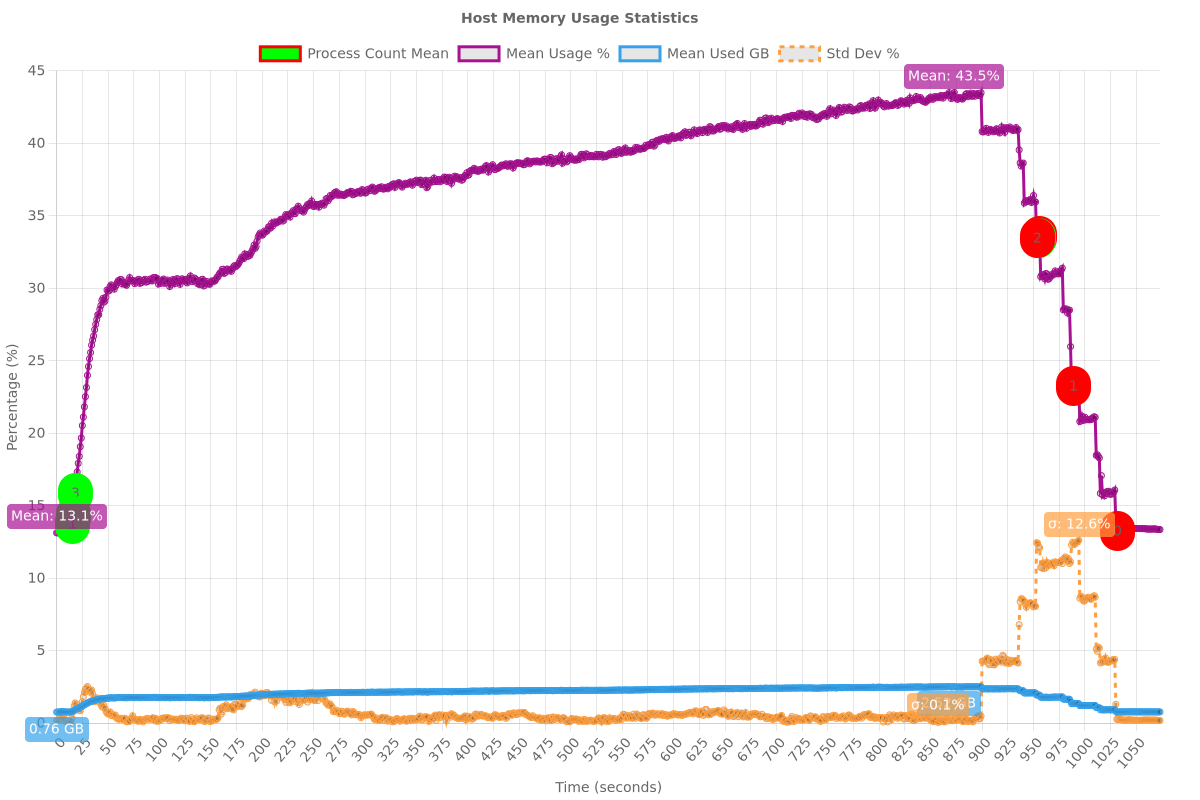 Host Memory Usage Statistics
Process Count Mean Mean Usage % Mean Used GB Std Dev %
45
Mean: 43.5%
40
35
2
30
25
1
20
3
15
Mean: 13.1%
σ: 12.6%
0
10
5
σ: 0.1%
B
0
0.76 GB
0 25 50 75 100 125 150 175 200 225 250 275 300 325 350 375 400 425 450 475 500 525 550 575 600 625 650 675 700 725 750 775 800 825 850 875 900 925 950 975 1000 1025 1050
Percentage (%)
Time (seconds)